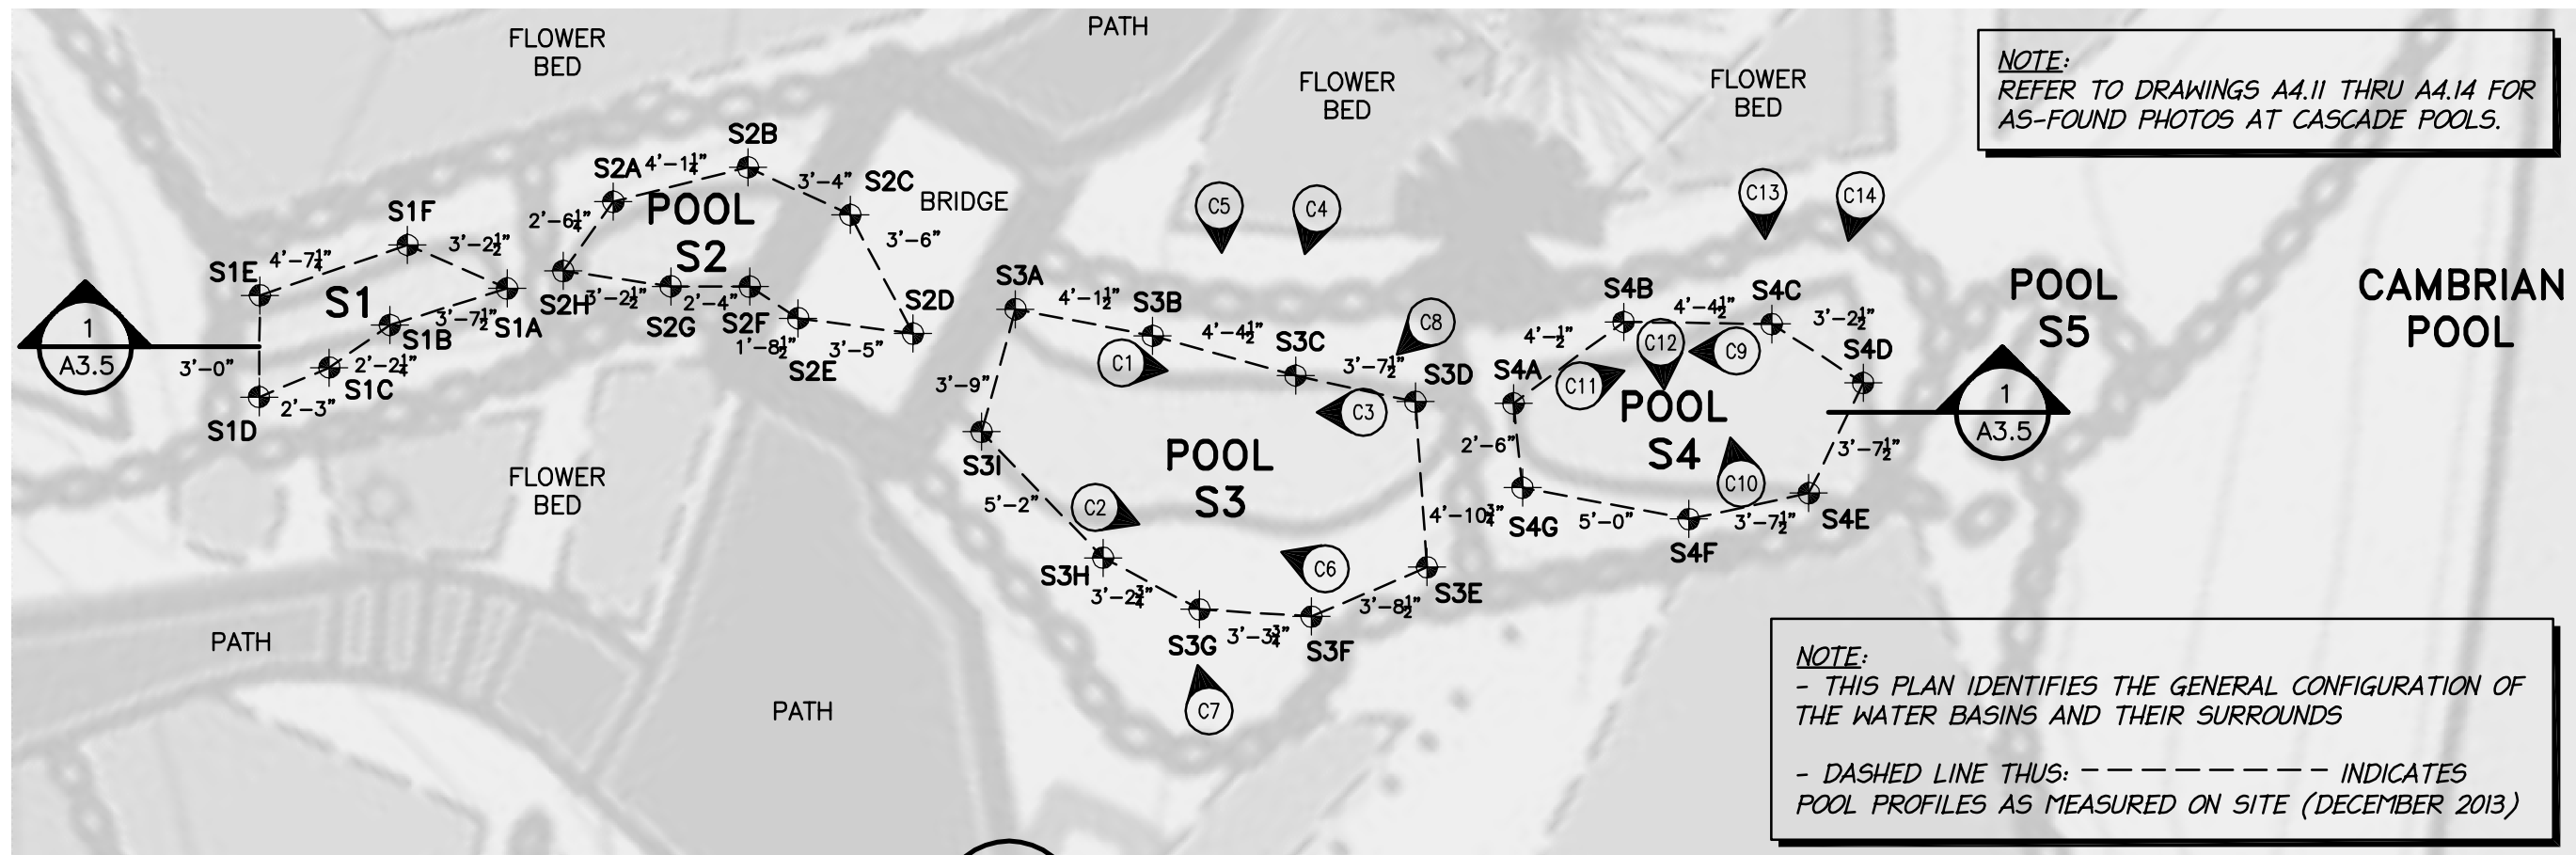 PATH
FLOWER
BED
FLOWER
BED
FLOWER
BED
NOTE:
REFER TO DRAWINGS A4.11 THRU A4.14 FOR
AS-FOUND PHOTOS AT CASCADE POOLS.
1
A3.5
3'-0"
S1E
4'-7¼"
S1F
3'-2½"
S1
S1B
3'-7½"
S1A
2'-2¼"
S1C
2'-3"
S1D
S2A
4'-1¼"
S2B
3'-4"
S2C
BRIDGE
2'-6¼"
POOL
S2
3'-6"
S2H
3'-2½"
S2G
2'-4"
S2F
1'-8½"
S2E
3'-5"
S2D
S3A
4'-1½"
S3B
4'-4½"
S3C
3'-7½"
S3D
3'-9"
S3I
5'-2"
POOL
S3
4'-10¾"
S3H
3'-2¾"
S3G
3'-3¾"
S3F
3'-8½"
S3E
C5
C4
C8
C1
C3
C2
C6
C7
C13
C14
S4B
4'-4½"
S4C
3'-2½"
S4D
4'-½"
C12
C9
C11
S4A
POOL
S4
2'-6"
S4G
5'-0"
S4F
C10
3'-7½"
S4E
3'-7½"
1
A3.5
POOL
S5
CAMBRIAN
POOL
FLOWER
BED
PATH
PATH
NOTE:
- THIS PLAN IDENTIFIES THE GENERAL CONFIGURATION OF
THE WATER BASINS AND THEIR SURROUNDS
- DASHED LINE THUS: — — — — — — — — INDICATES
POOL PROFILES AS MEASURED ON SITE (DECEMBER 2013)